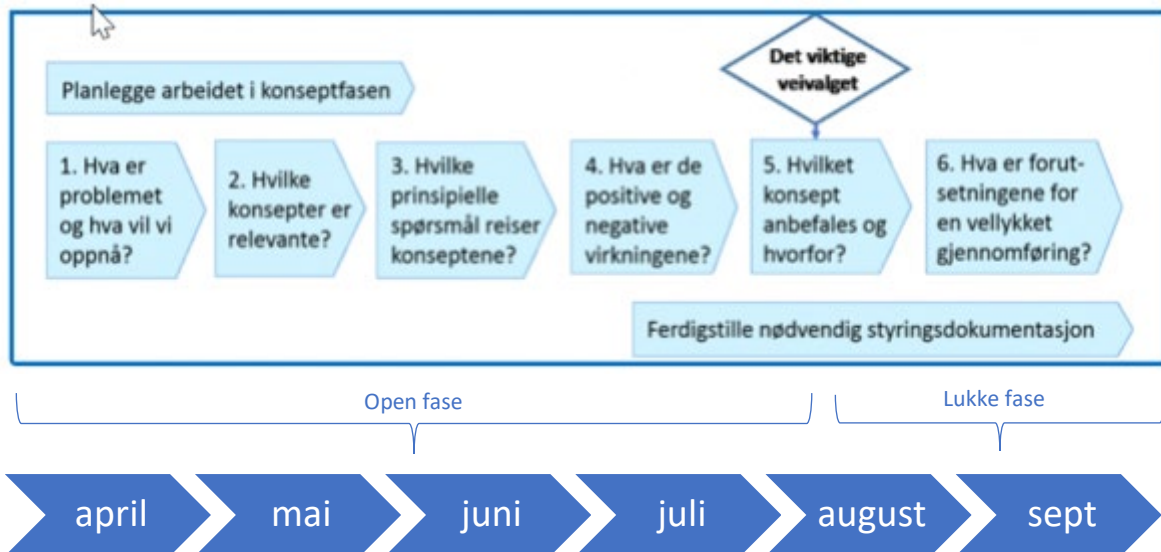 Det viktige
veivalget
Planlegge arbeidet i konseptfasen
1. Hva er
problemet
og hva vil vi
oppnå?
2. Hvilke
konsepter er
relevante?
3. Hvilke
prinsipielle
spørsmål reiser
konseptene?
4. Hva er de
positive og
negative
virkningene?
5. Hvilket
konsept
anbefales og
hvorfor?
6. Hva er forut-
setningene for
en vellykket
gjennomføring?
Ferdigstille nødvendig styringsdokumentasjon
Open fase
Lukke fase
april
mai
juni
juli
august
sept